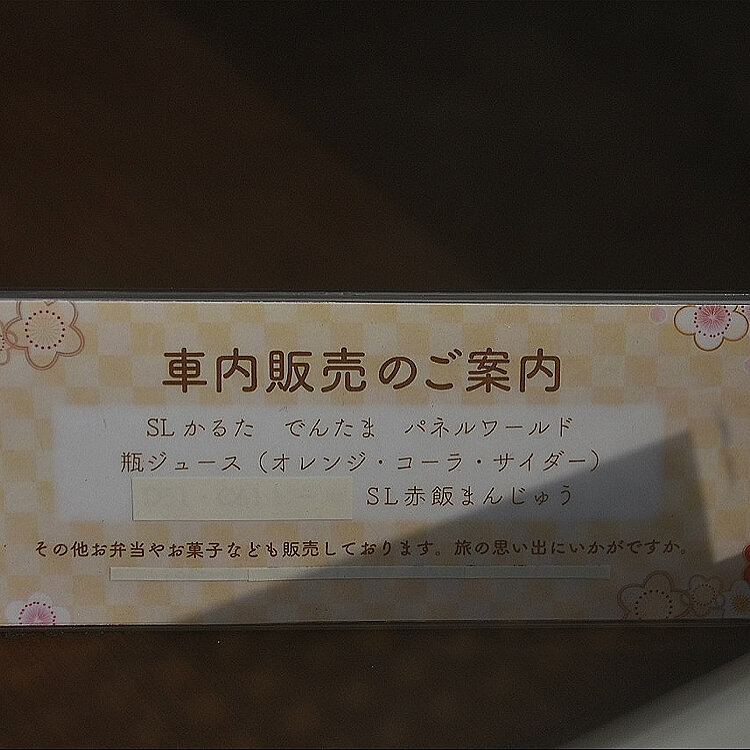 車内販売のご案内
SLかるた でんたま パネルワールド
瓶ジュース（オレンジ・コーラ・サイダー）
SL赤飯まんじゅう
その他お弁当やお菓子なども販売しております。旅の思い出にいかがですか。